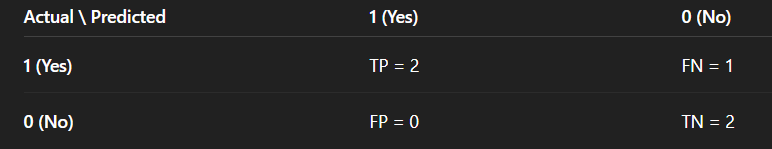 Actual \ Predicted 1 (Yes) 0 (No)
1 (Yes) TP = 2 FN = 1
0 (No) FP = 0 TN = 2